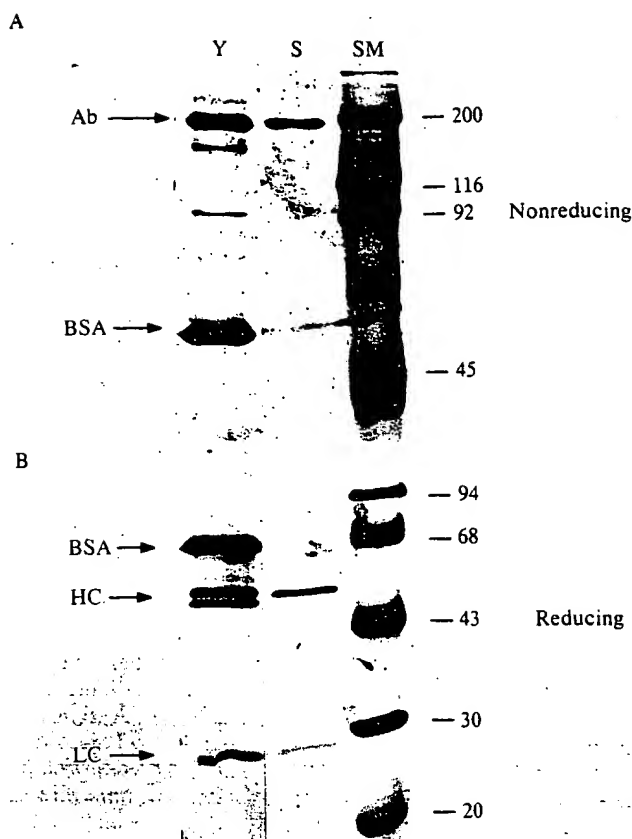 A
Y S SM
Ab
200
116
92 Nonreducing
BSA
45
B
94
BSA
68
HC
43 Reducing
30
LC
20